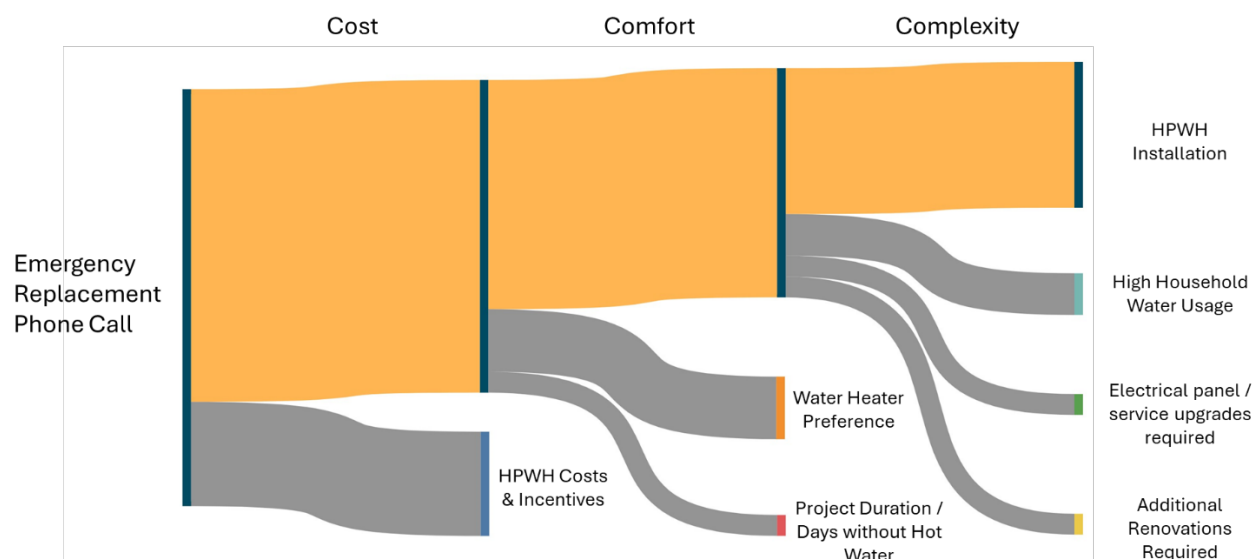 Cost
Comfort
Complexity
Emergency
Replacement
Phone Call
HPWH Costs
& Incentives
Water Heater
Preference
Project Duration /
Days without Hot
Water
HPWH
Installation
High Household
Water Usage
Electrical panel /
service upgrades
required
Additional
Renovations
Required